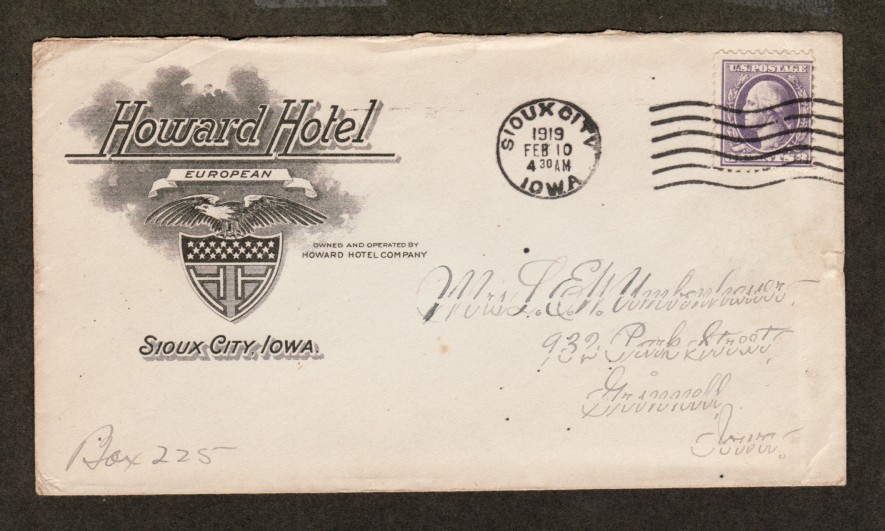 Howard Hotel
EUROPEAN
OWNED AND OPERATED BY
HOWARD HOTEL COMPANY
SIOUX CITY, IOWA.
SIOUX CITY
1919
FEB 10
4 30 AM
IOWA
U.S. POSTAGE
Mrs. L. E. W.
932 Park Street
Grinnell
Iowa.
Box 225